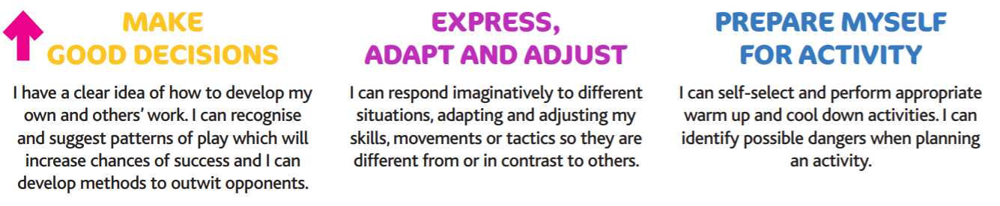 MAKE
GOOD DECISIONS
I have a clear idea of how to develop my
own and others’ work. I can recognise
and suggest patterns of play which will
increase chances of success and I can
develop methods to outwit opponents.
EXPRESS,
ADAPT AND ADJUST
I can respond imaginatively to different
situations, adapting and adjusting my
skills, movements or tactics so they are
different from or in contrast to others.
PREPARE MYSELF
FOR ACTIVITY
I can self-select and perform appropriate
warm up and cool down activities. I can
identify possible dangers when planning
an activity.